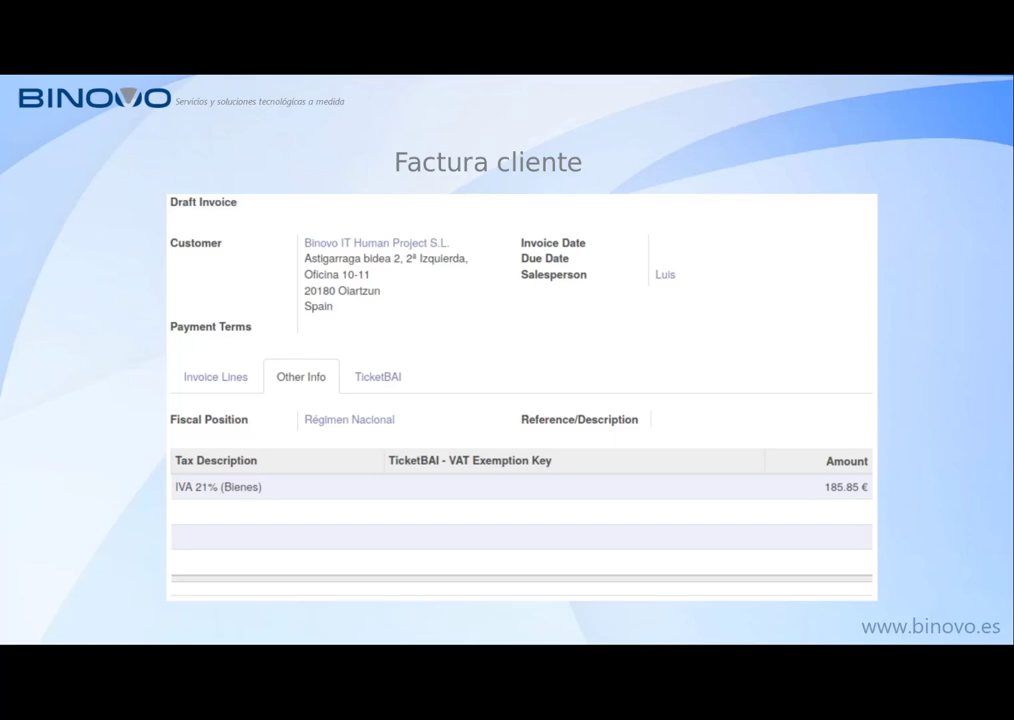 BINOVO Servicios y soluciones tecnológicas a medida
Factura cliente
Draft Invoice
Customer
Binovo IT Human Project S.L.
Astigarraga bidea 2, 2ª Izquierda,
Oficina 10-11
20180 Oiartzun
Spain
Invoice Date
Due Date
Salesperson Luis
Payment Terms
Invoice Lines Other Info TicketBAI
Fiscal Position Régimen Nacional Reference/Description
Tax Description TicketBAI - VAT Exemption Key Amount
IVA 21% (Bienes) 185.85 €
www.binovo.es